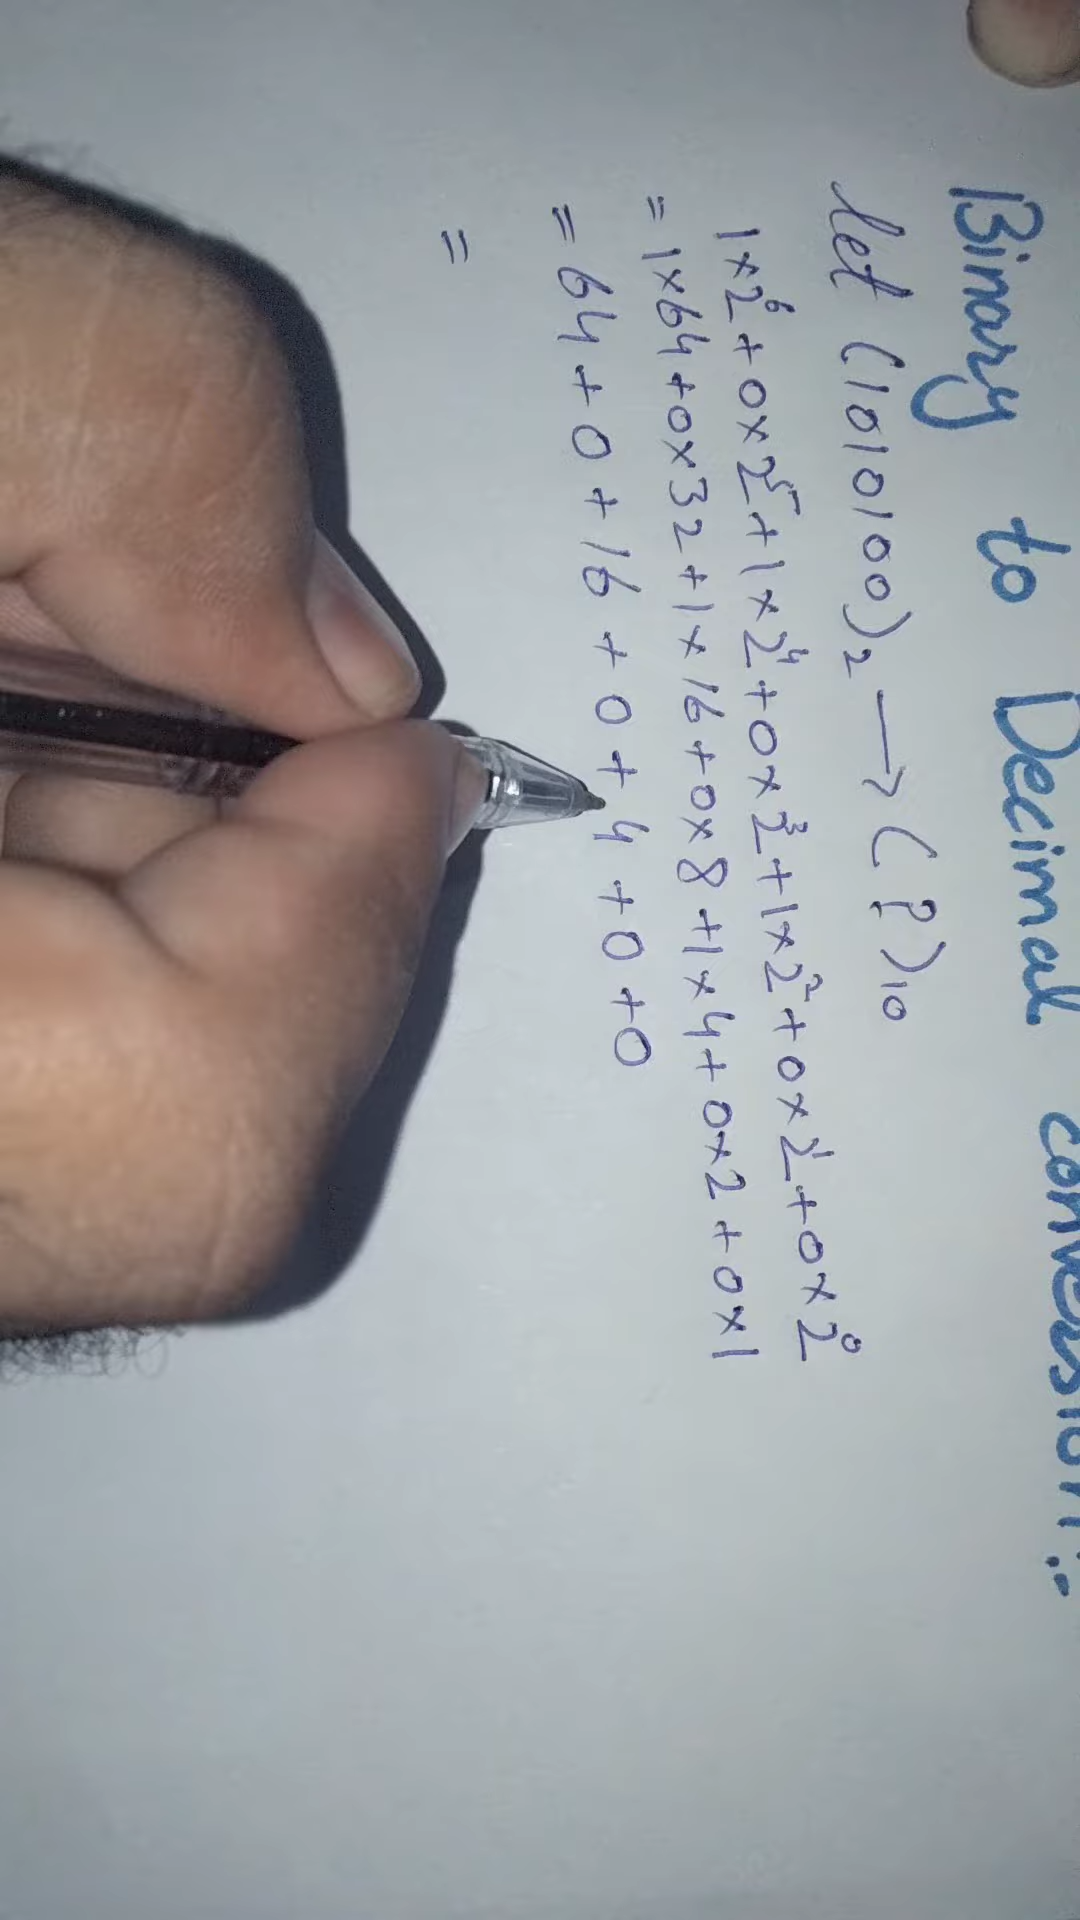 Binary to Decimal conversion:-
let (1010100)₂ → (?)₁₀
1×2⁶+0×2⁵+1×2⁴+0×2³+1×2²+0×2¹+0×2⁰
=1×64+0×32+1×16+0×8+1×4+0×2+0×1
=64+0+16+0+4+0+0
=